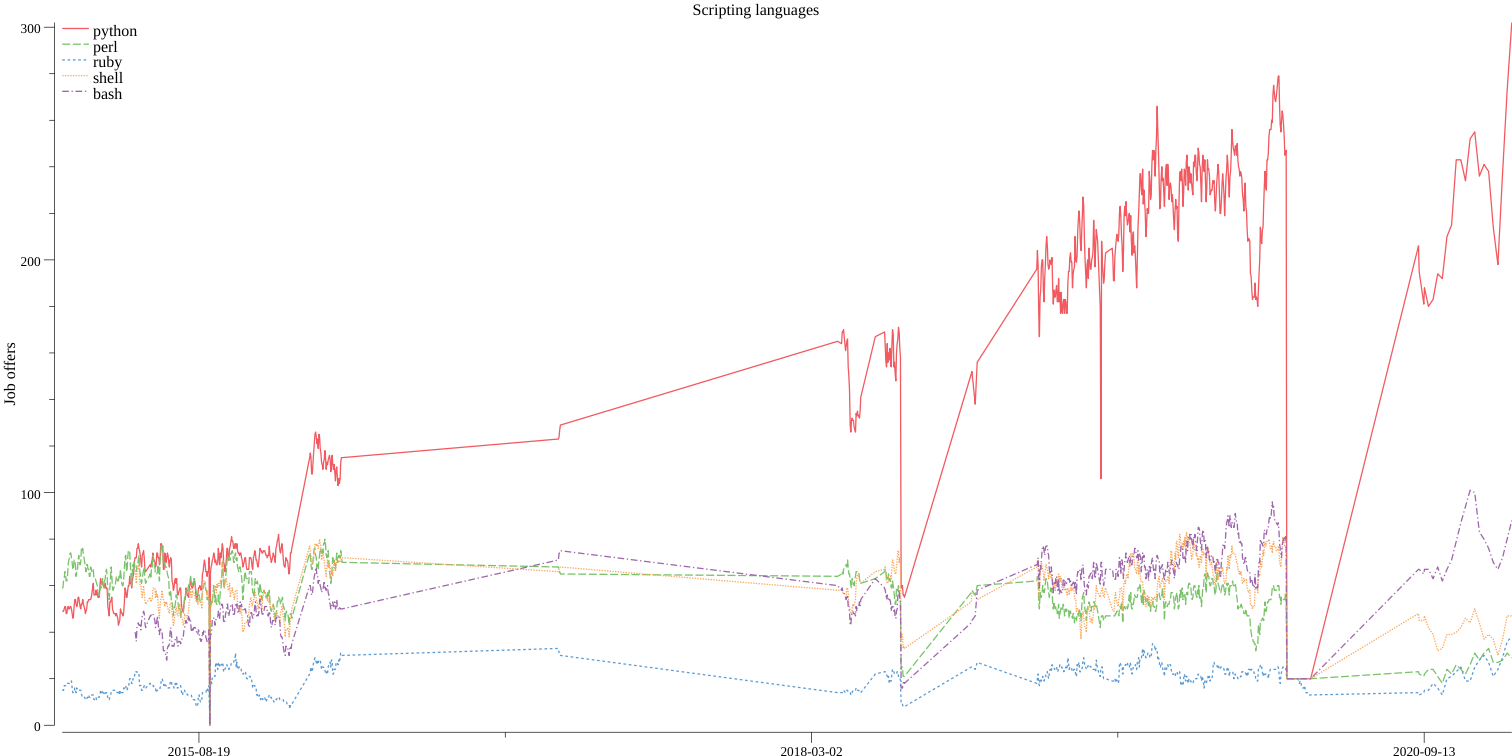 Scripting languages
300
python
perl
ruby
shell
bash
200
Job offers
100
0
2015-08-19
2018-03-02
2020-09-13